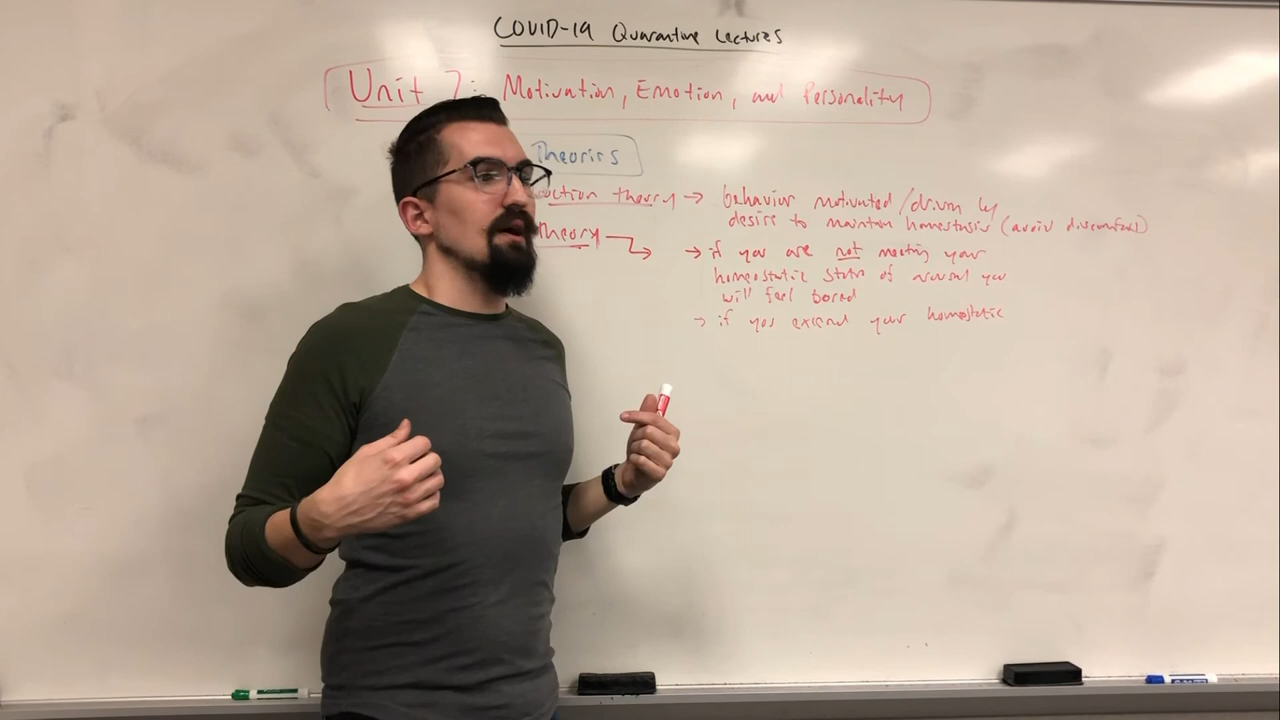 COVID-19 Quarantine Lectures
Unit 7: Motivation, Emotion, and Personality
Theories
uction theory → behavior motivated/driven by
desire to maintain homeostasis (avoid discomfort)
Theory → if you are not meeting your
homeostatic state of arousal you
will feel bored
→ if you exceed your homeostatic